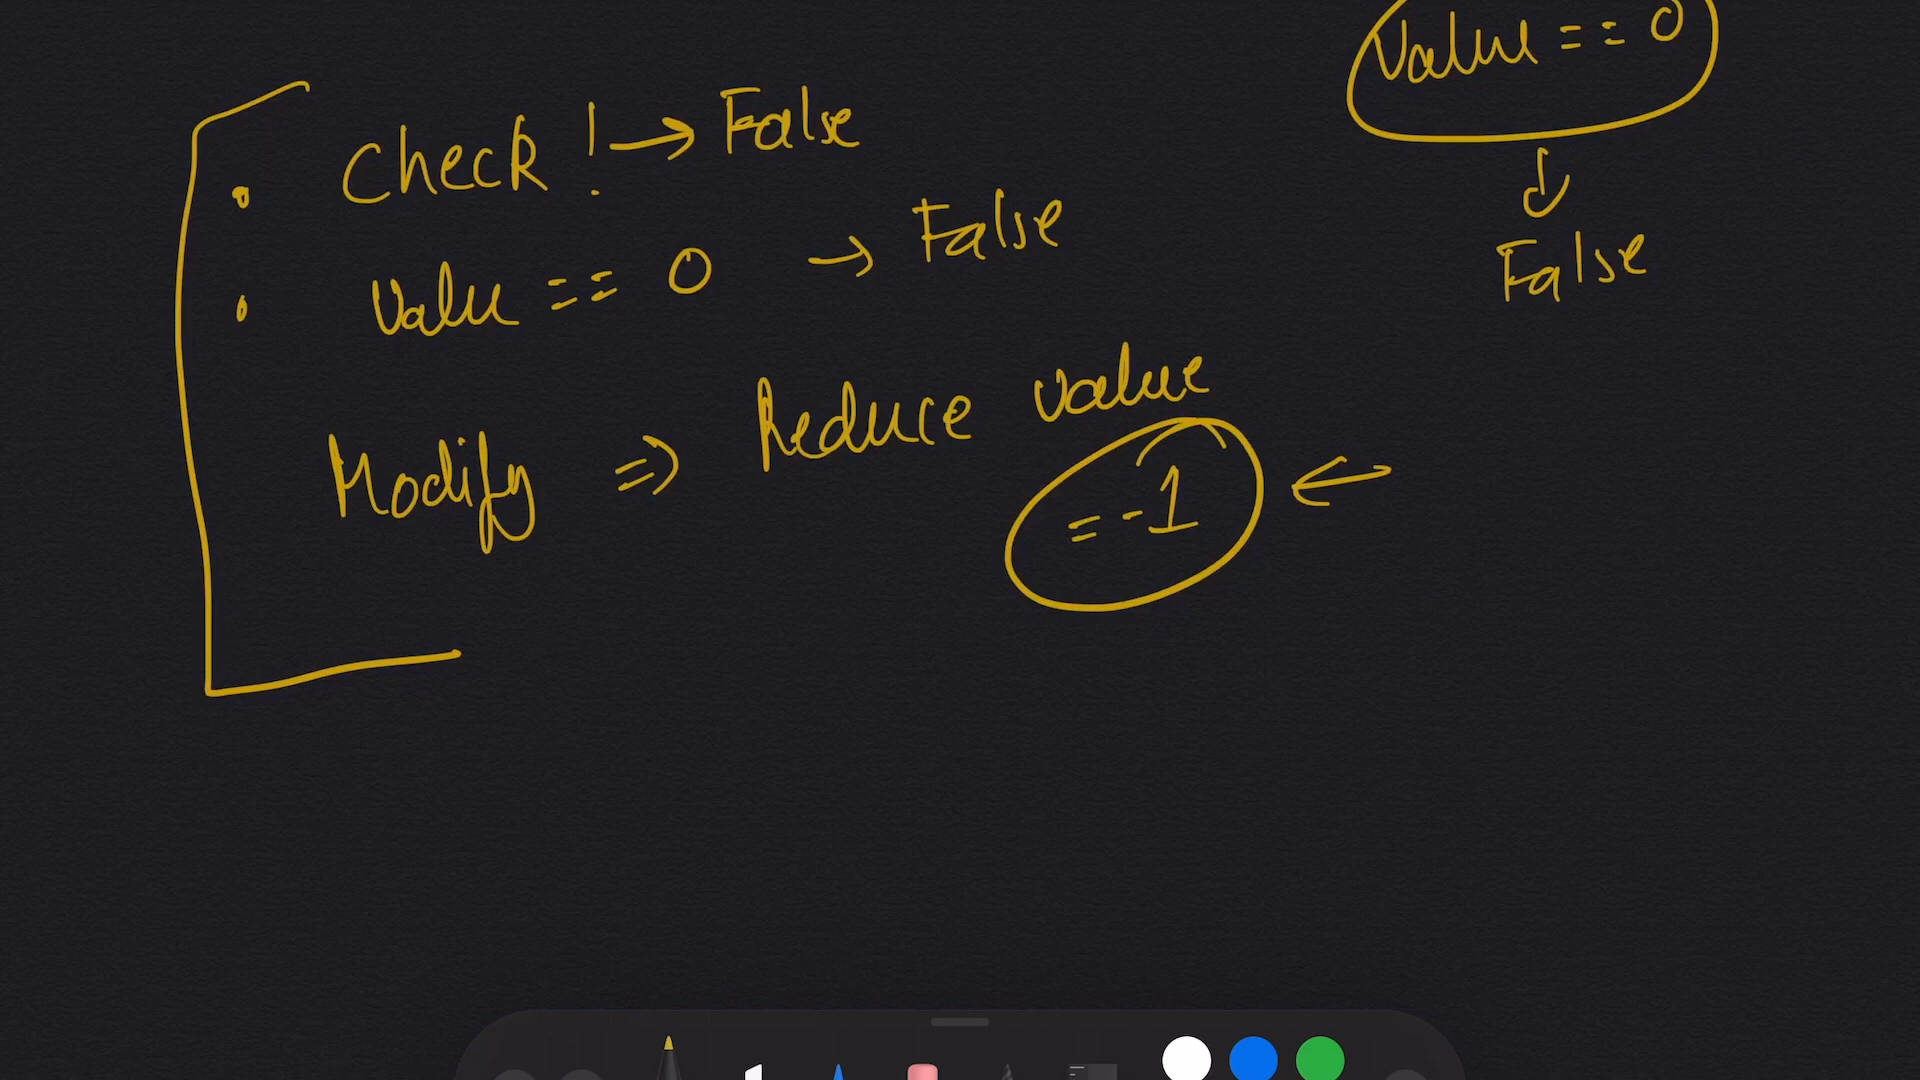 Value == 0
↓
False
Check ! → False
Value == 0 → False
Modify => Reduce value
= -1 ←